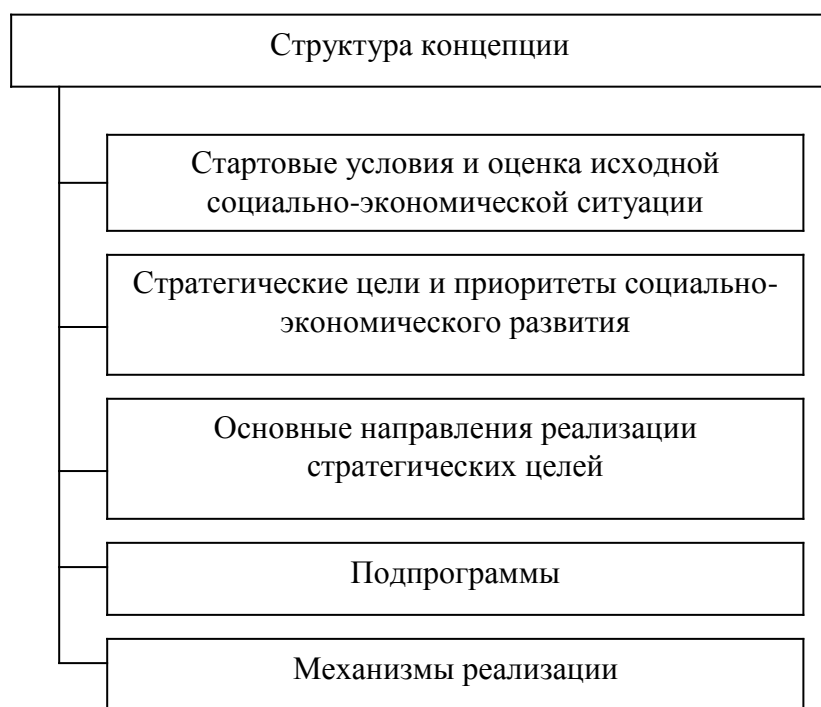 Структура концепции
Стартовые условия и оценка исходной
социально-экономической ситуации
Стратегические цели и приоритеты социально-
экономического развития
Основные направления реализации
стратегических целей
Подпрограммы
Механизмы реализации